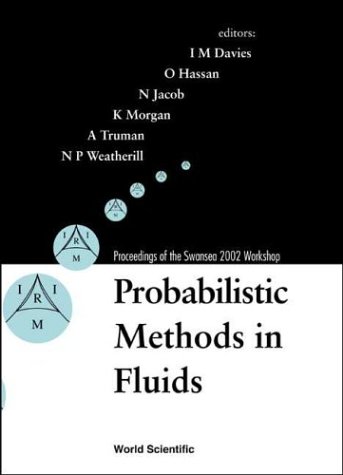 editors:
I M Davies
O Hassan
N Jacob
K Morgan
A Truman
N P Weatherill
I R I
M
I R I
M
Proceedings of the Swansea 2002 Workshop
Probabilistic
Methods in
Fluids
World Scientific